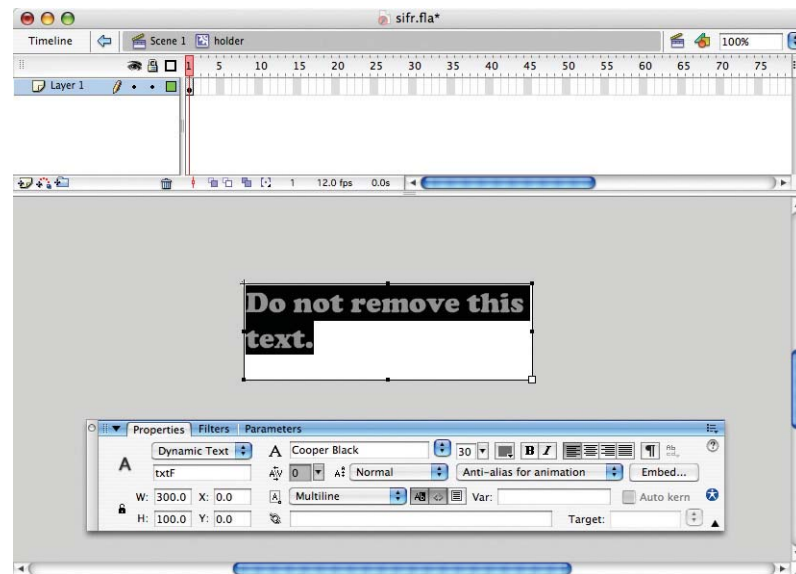 sifr.fla*
Timeline Scene 1 holder 100%
1 5 10 15 20 25 30 35 40 45 50 55 60 65 70 75
Layer 1
1 12.0 fps 0.0s
Do not remove this
text.
Properties Filters Parameters
Dynamic Text A Cooper Black 30 B I
A
txtF AV 0 A Normal Anti-alias for animation Embed...
W: 300.0 X: 0.0 A Multiline AB Var: Auto kern
H: 100.0 Y: 0.0 Target: